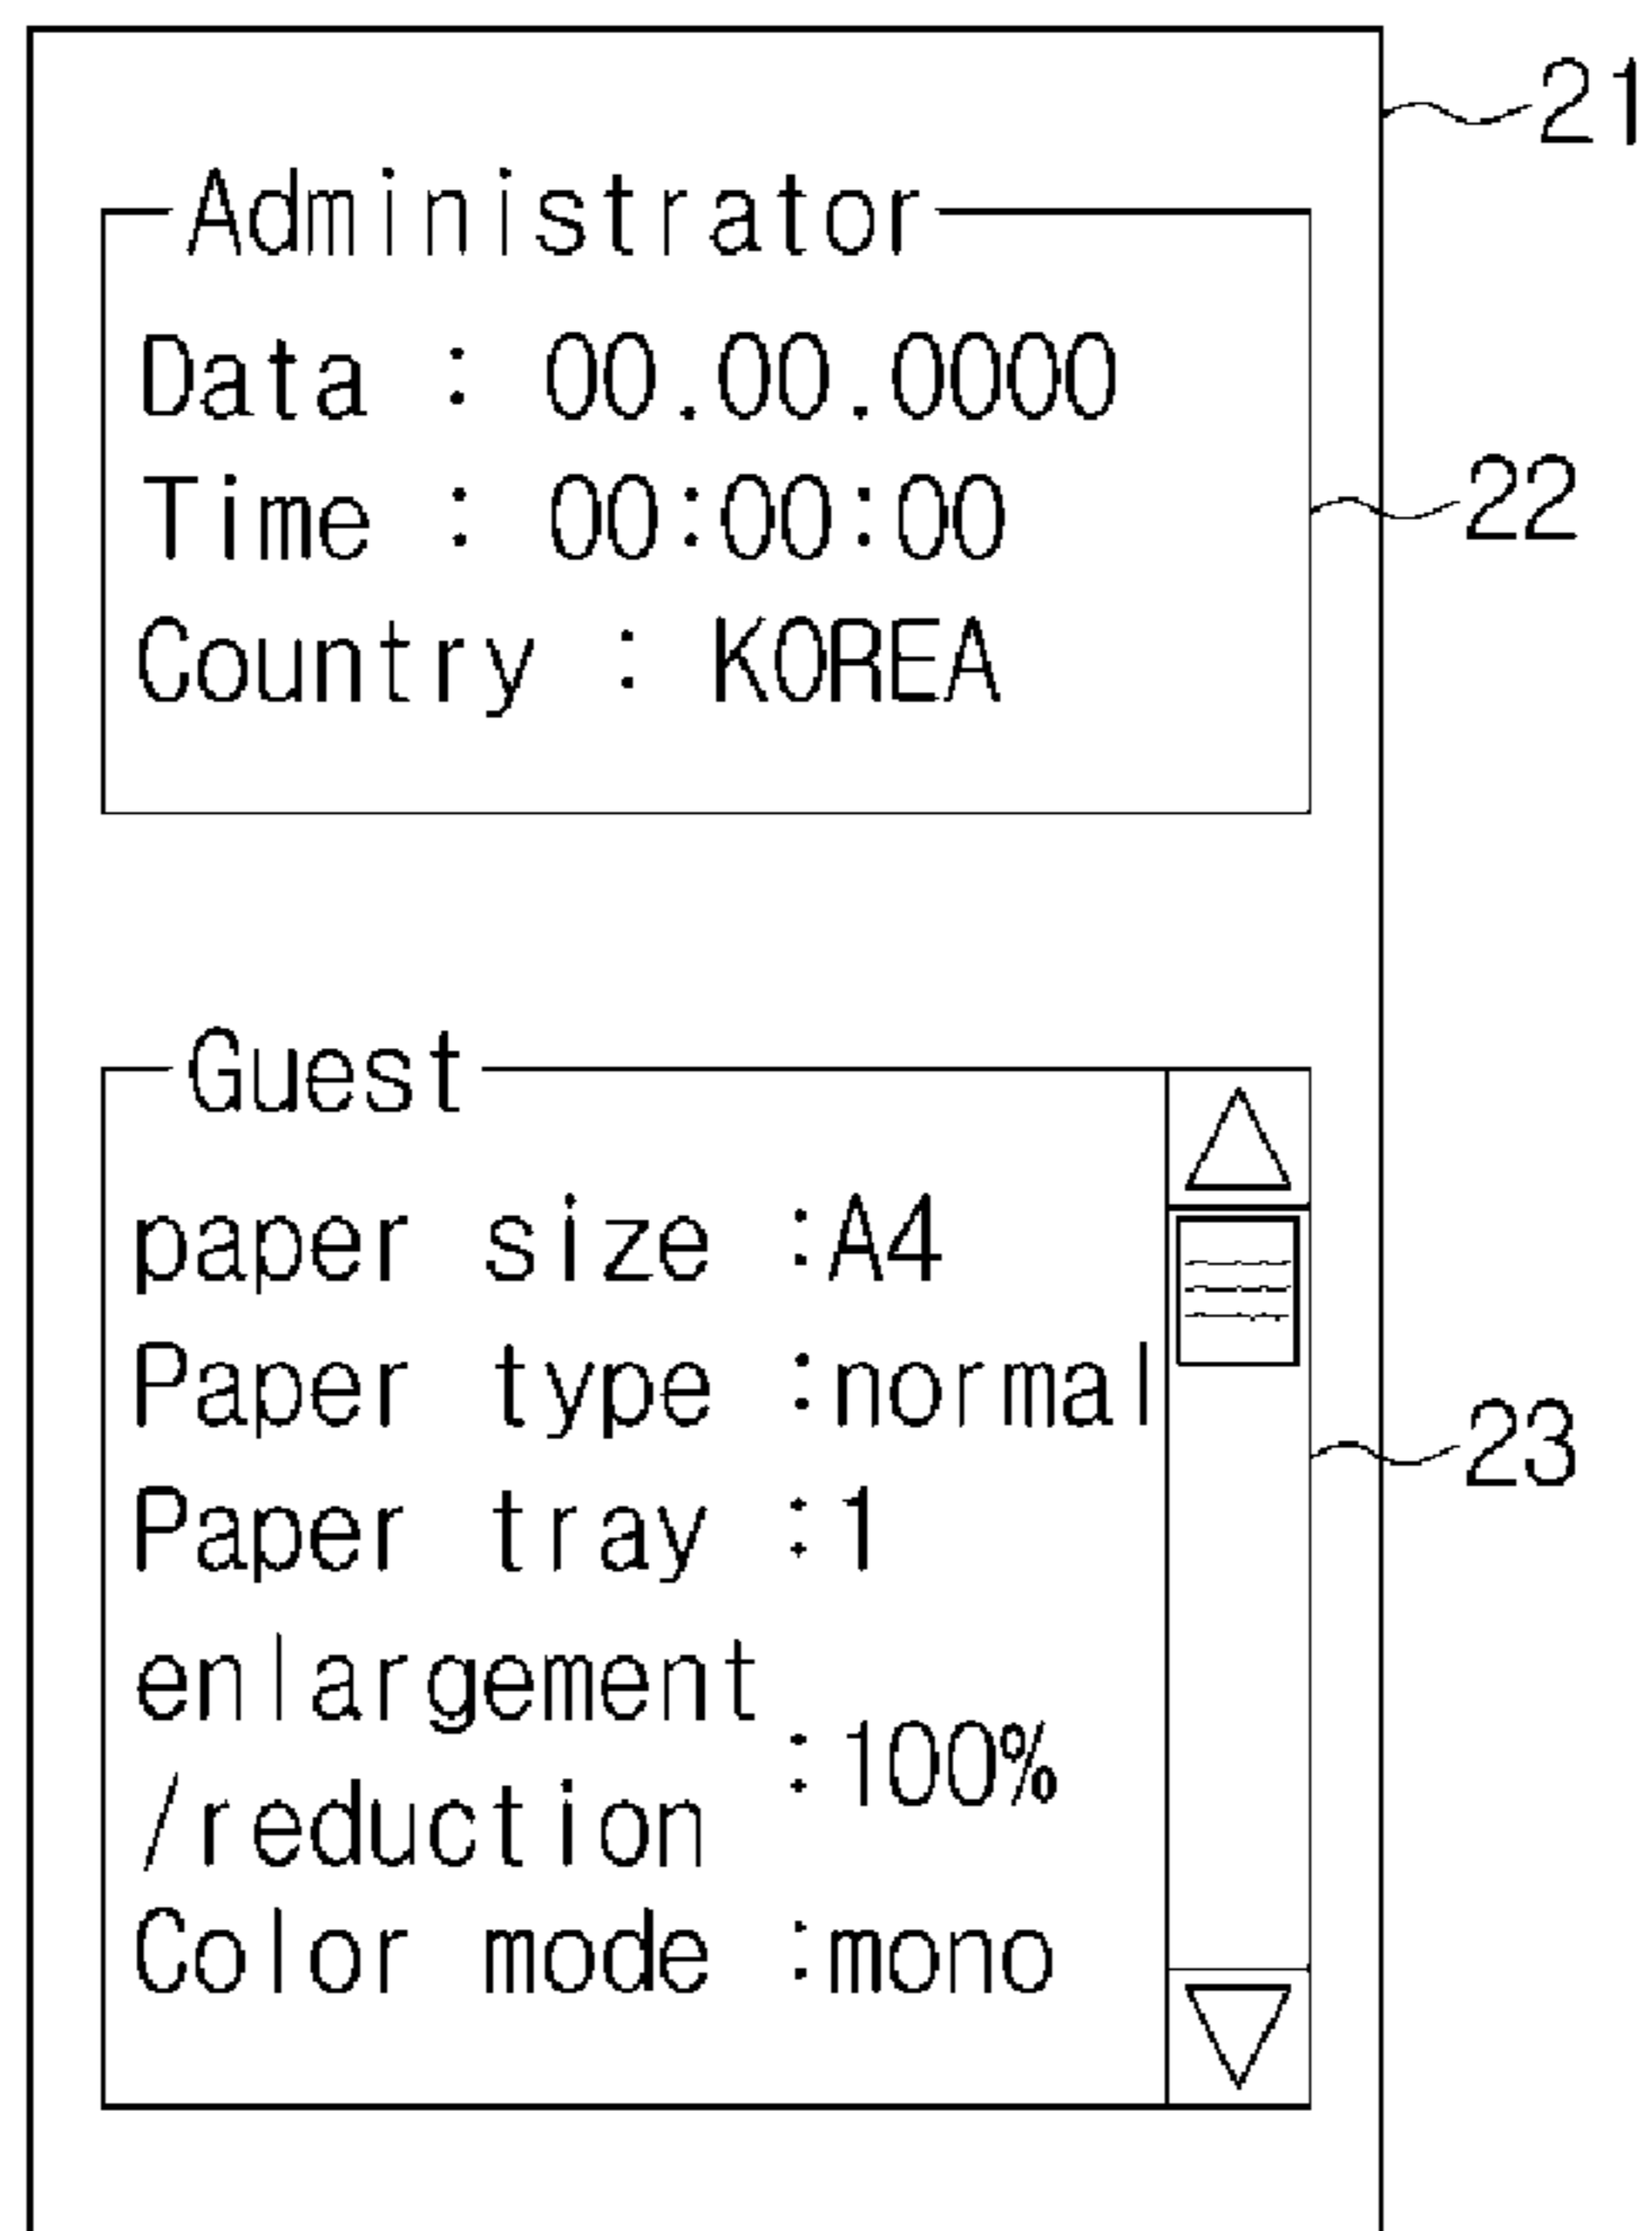 21
Administrator
Data : 00.00.0000
Time : 00:00:00
22
Country : KOREA
Guest
paper size :A4
Paper type :normal
23
Paper tray :1
enlargement
:100%
/reduction
Color mode :mono